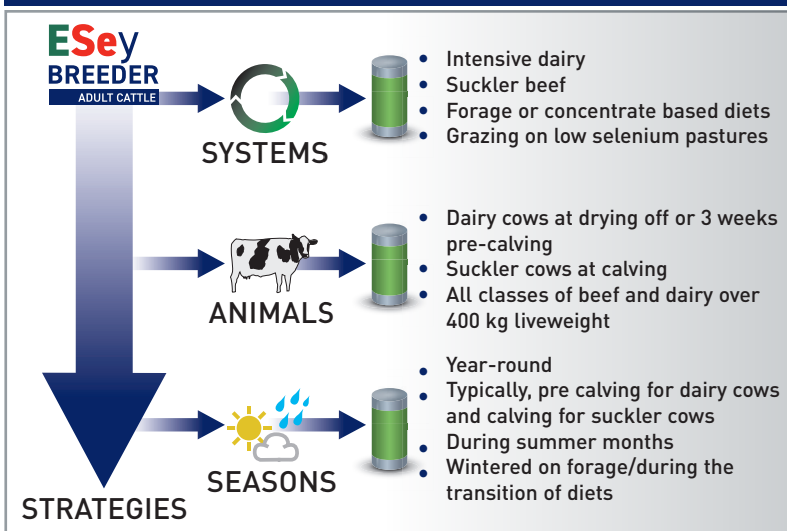 ESey
BREEDER
ADULT CATTLE
SYSTEMS
• Intensive dairy
• Suckler beef
• Forage or concentrate based diets
• Grazing on low selenium pastures
ANIMALS
• Dairy cows at drying off or 3 weeks
pre-calving
• Suckler cows at calving
• All classes of beef and dairy over
400 kg liveweight
SEASONS
• Year-round
• Typically, pre calving for dairy cows
and calving for suckler cows
• During summer months
• Wintered on forage/during the
transition of diets
STRATEGIES